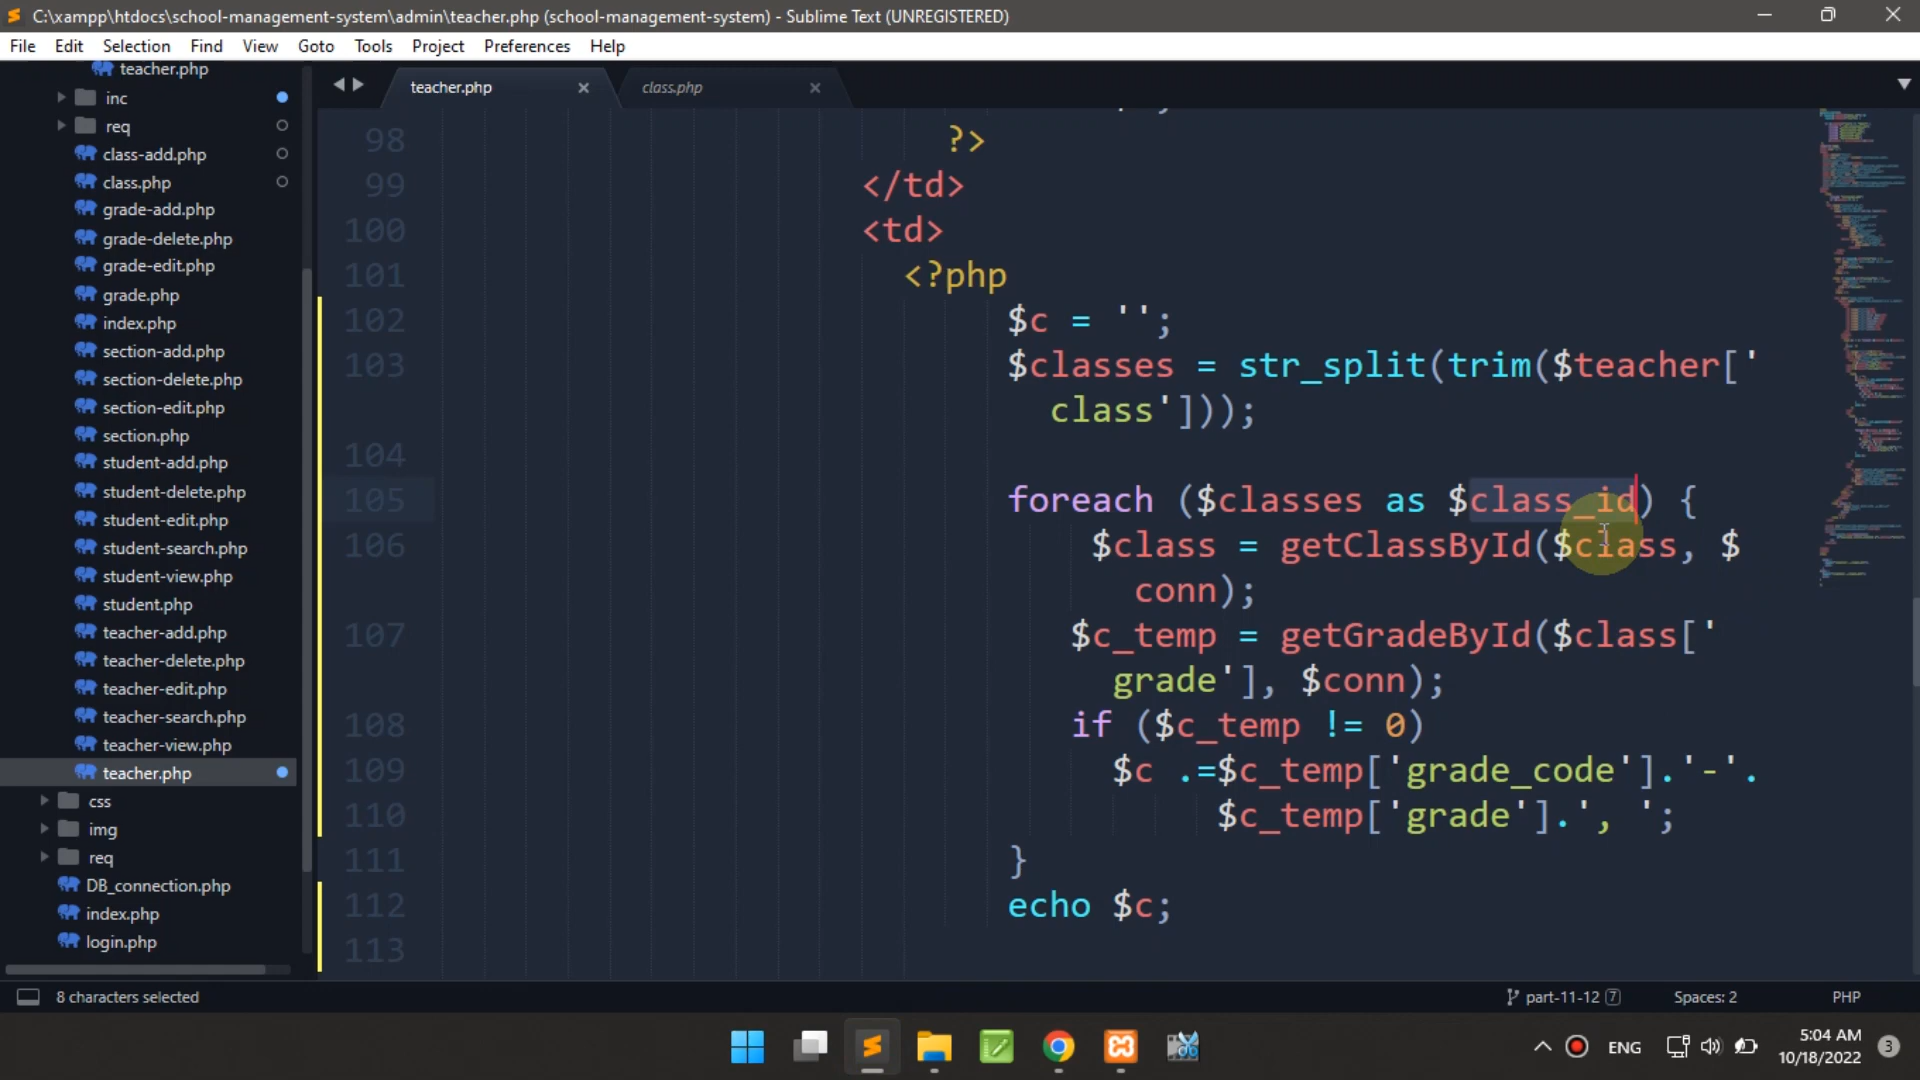 C:\xampp\htdocs\school-management-system\admin\teacher.php (school-management-system) - Sublime Text (UNREGISTERED)
File Edit Selection Find View Goto Tools Project Preferences Help
teacher.php
inc
req
class-add.php
class.php
grade-add.php
grade-delete.php
grade-edit.php
grade.php
index.php
section-add.php
section-delete.php
section-edit.php
section.php
student-add.php
student-delete.php
student-edit.php
student-search.php
student-view.php
student.php
teacher-add.php
teacher-delete.php
teacher-edit.php
teacher-search.php
teacher-view.php
teacher.php
css
img
req
DB_connection.php
index.php
login.php
teacher.php
class.php
98 ?>
99 </td>
100 <td>
101 <?php
102 $c = '';
103 $classes = str_split(trim($teacher['
class']));
104
105 foreach ($classes as $class_id) {
106 $class = getClassById($class, $
conn);
107 $c_temp = getGradeById($class['
grade'], $conn);
108 if ($c_temp != 0)
109 $c .=$c_temp['grade_code'].'-'.
110 $c_temp['grade'].', ';
111 }
112 echo $c;
113
8 characters selected
part-11-12 7
Spaces: 2
PHP
ENG
5:04 AM
10/18/2022
3